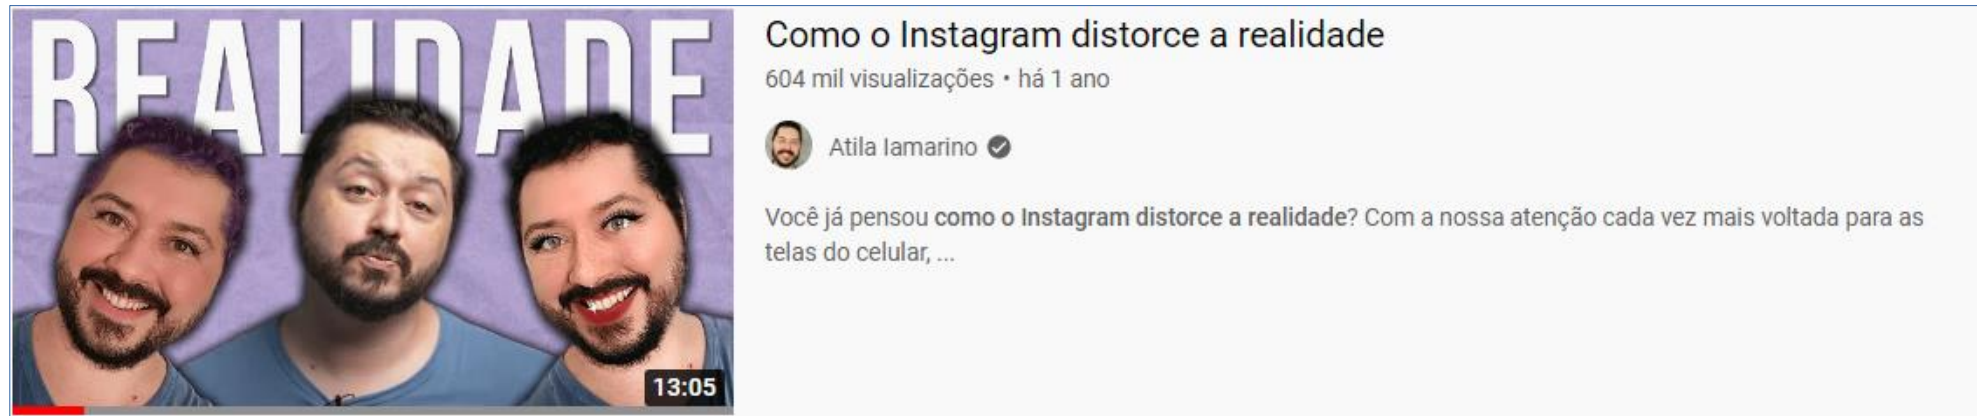 REALIDADE
13:05
Como o Instagram distorce a realidade
604 mil visualizações • há 1 ano
Atila Iamarino
Você já pensou como o Instagram distorce a realidade? Com a nossa atenção cada vez mais voltada para as
telas do celular, ...